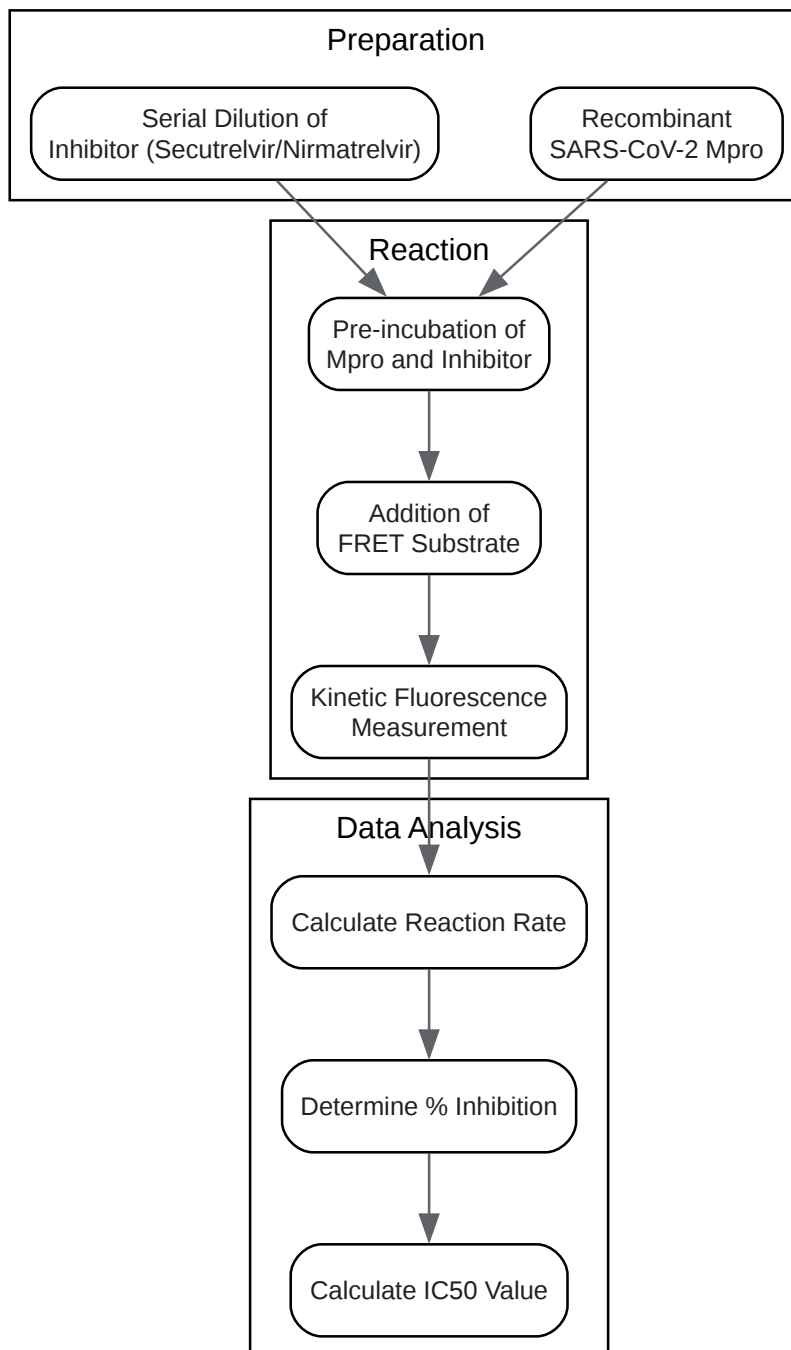 Preparation
Serial Dilution of
Inhibitor (Secutrelvir/Nirmatrelvir)
Recombinant
SARS-CoV-2 Mpro
Reaction
Pre-incubation of
Mpro and Inhibitor
Addition of
FRET Substrate
Kinetic Fluorescence
Measurement
Data Analysis
Calculate Reaction Rate
Determine % Inhibition
Calculate IC50 Value